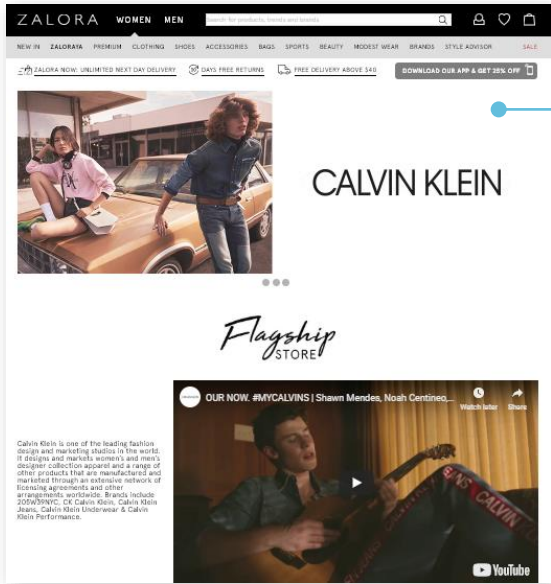 ZALORA WOMEN MEN Search for products, trends and brands
NEW IN ZALORAYA PREMIUM CLOTHING SHOES ACCESSORIES BAGS SPORTS BEAUTY MODEST WEAR BRANDS STYLE ADVISOR SALE
ZALORA NOW: UNLIMITED NEXT DAY DELIVERY 30 DAYS FREE RETURNS FREE DELIVERY ABOVE $40 DOWNLOAD OUR APP & GET 25% OFF
CALVIN KLEIN
Flagship
STORE
OUR NOW. #MYCALVINS | Shawn Mendes, Noah Centineo,...
Watch later Share
Calvin Klein is one of the leading fashion
design and marketing studios in the world.
It designs and markets women's and men's
designer collection apparel and a range of
other products that are manufactured and
marketed through an extensive network of
licensing agreements and other
arrangements worldwide. Brands include
205W39NYC, CK Calvin Klein, Calvin Klein
Jeans, Calvin Klein Underwear & Calvin
Klein Performance.
CALVIN
YouTube